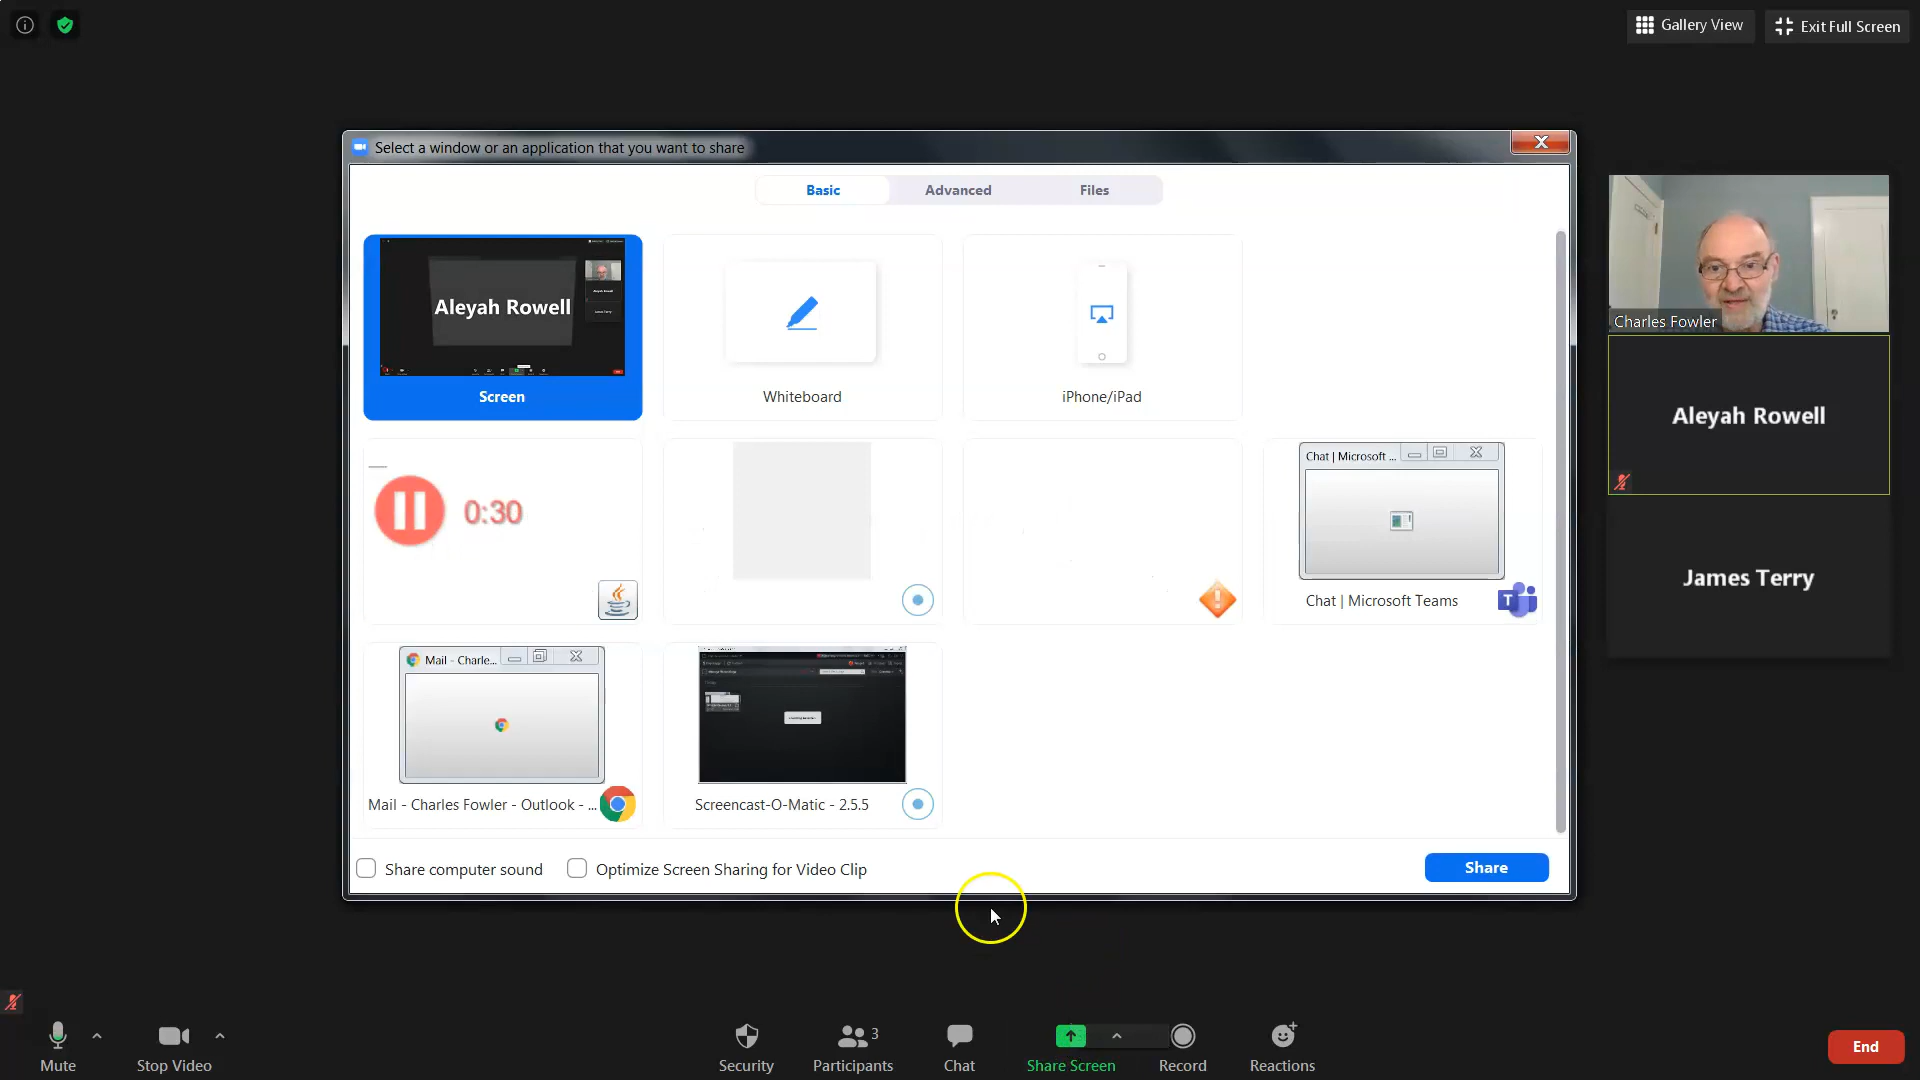 Gallery View
Exit Full Screen
Select a window or an application that you want to share
Basic
Advanced
Files
Aleyah Rowell
Screen
Whiteboard
iPhone/iPad
0:30
Chat | Microsoft ...
Chat | Microsoft Teams
Mail - Charle...
Mail - Charles Fowler - Outlook - ...
Screencast-O-Matic - 2.5.5
Share computer sound
Optimize Screen Sharing for Video Clip
Share
Charles Fowler
Aleyah Rowell
James Terry
Mute
Stop Video
Security
Participants
3
Chat
Share Screen
Record
Reactions
End